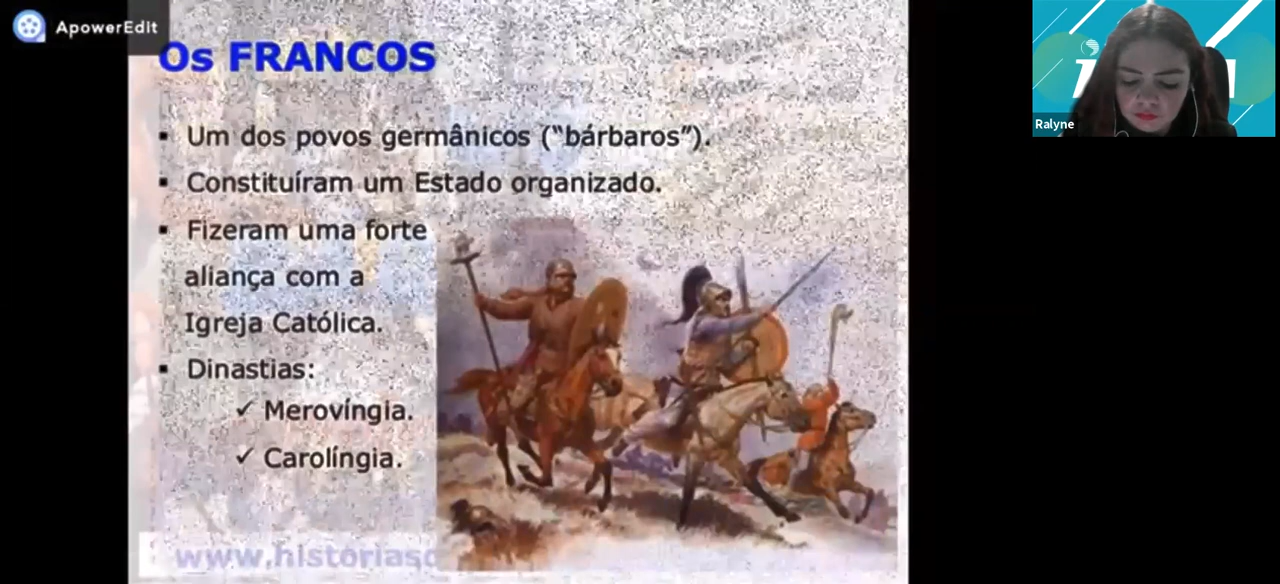 ApowerEdit
Os FRANCOS
▪ Um dos povos germânicos (“bárbaros”).
▪ Constituíram um Estado organizado.
▪ Fizeram uma forte
aliança com a
Igreja Católica.
▪ Dinastias:
✓ Merovíngia.
✓ Carolíngia.
Ralyne